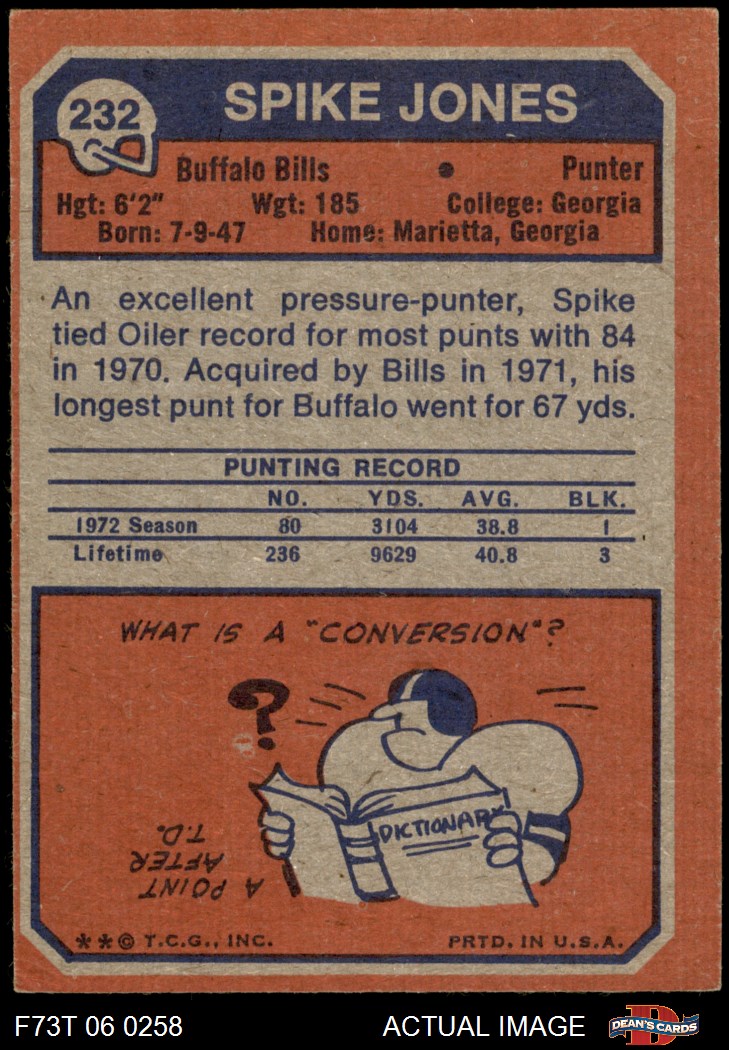 232
SPIKE JONES
Buffalo Bills • Punter
Hgt: 6'2" Wgt: 185 College: Georgia
Born: 7-9-47 Home: Marietta, Georgia
An excellent pressure-punter, Spike
tied Oiler record for most punts with 84
in 1970. Acquired by Bills in 1971, his
longest punt for Buffalo went for 67 yds.
PUNTING RECORD
NO. YDS. AVG. BLK.
1972 Season 80 3104 38.8 1
Lifetime 236 9629 40.8 3
WHAT IS A "CONVERSION"?
?
DICTIONARY
A POINT
AFTER
T.D.
**© T.C.G., INC. PRTD. IN U.S.A.
F73T 06 0258 ACTUAL IMAGE
D
DEAN'S CARDS